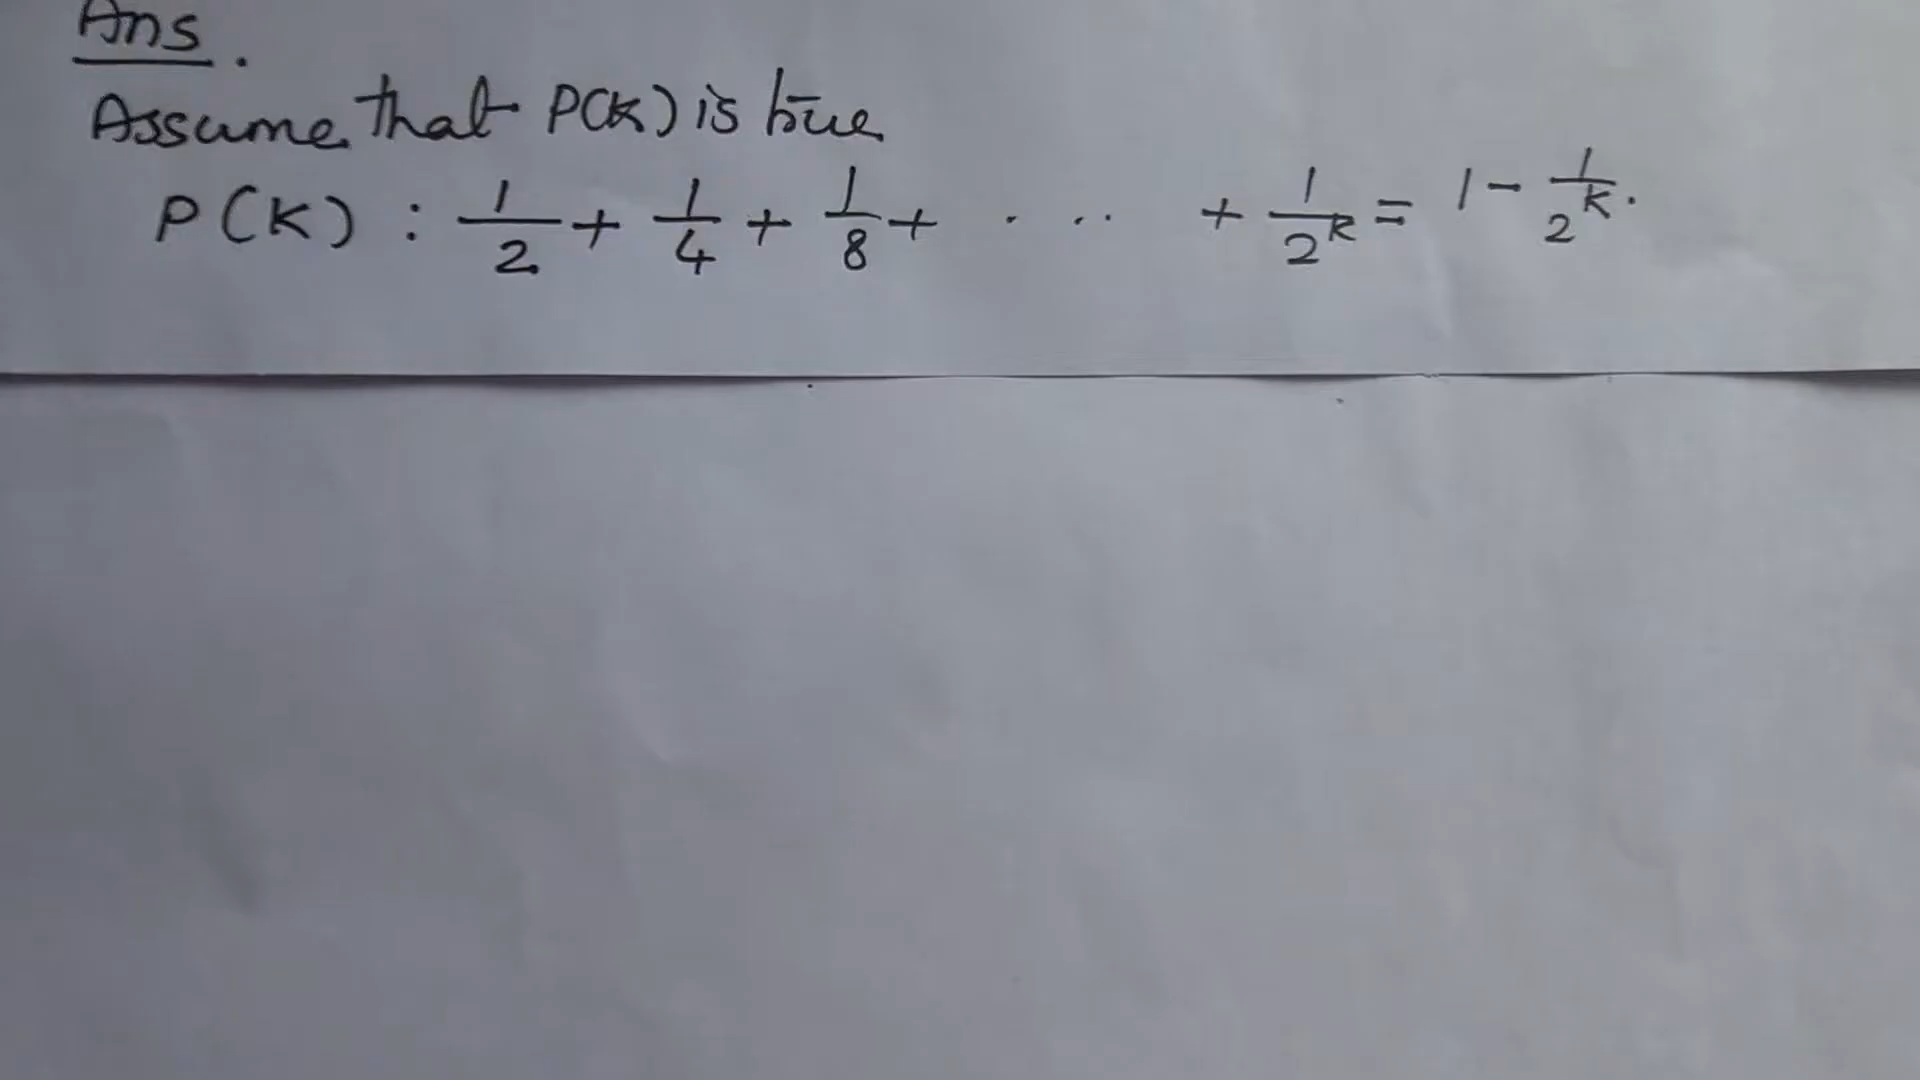 Ans.
Assume that P(K) is true
P(K) : 1/2 + 1/4 + 1/8 + . .. + 1/2^k = 1 - 1/2^k.